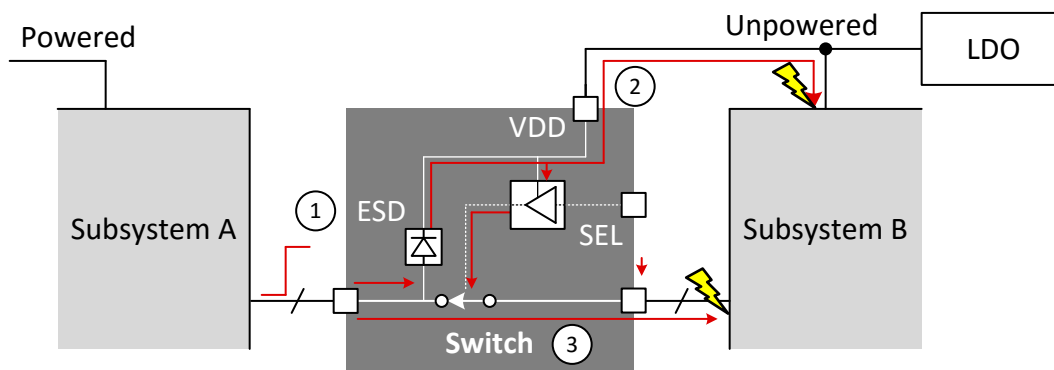 Powered
Unpowered
LDO
2
VDD
ESD
1
Subsystem A
SEL
Subsystem B
Switch
3